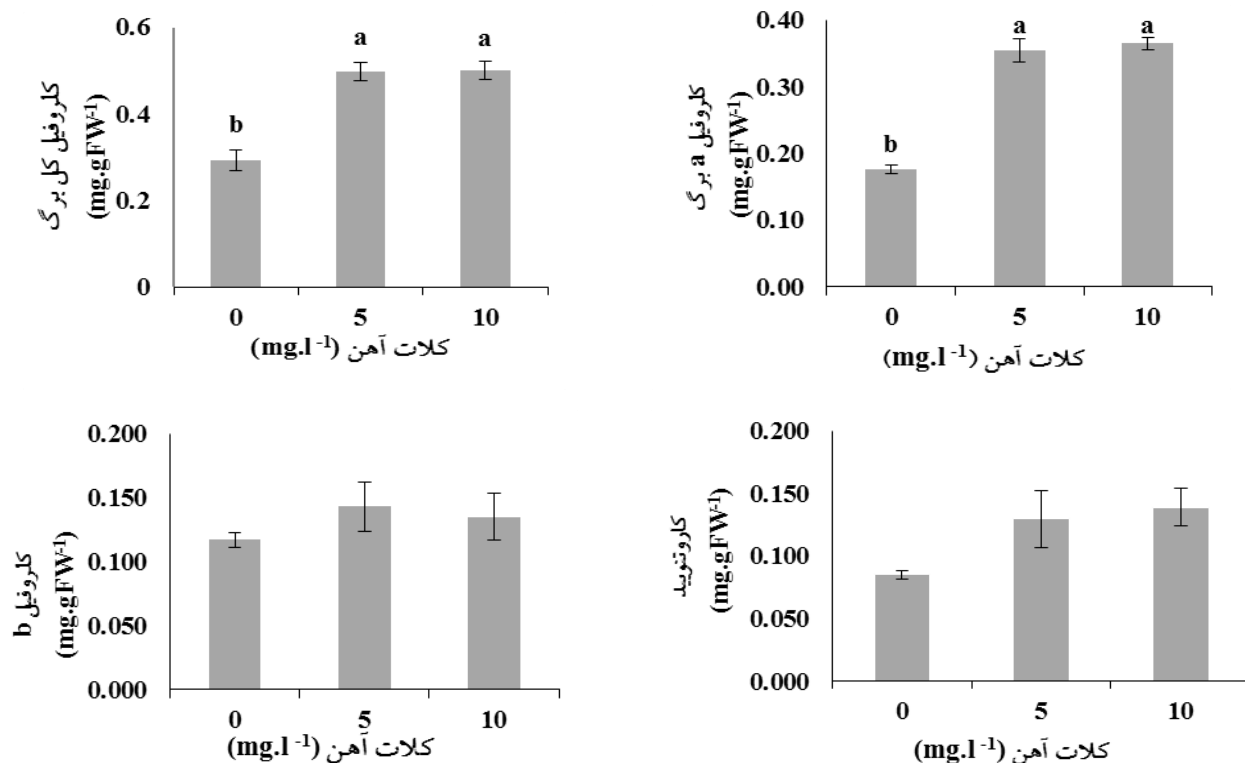 کلروفیل کل برگ
(mg.gFW-1)
0.6
0.4
0.2
0
b
a
a
0 5 10
کلات آهن (mg.l -1)
کلروفیل a برگ
(mg.gFW-1)
0.40
0.30
0.20
0.10
0.00
b
a
a
0 5 10
کلات آهن (mg.l -1)
کلروفیل b
(mg.gFW-1)
0.200
0.150
0.100
0.050
0.000
0 5 10
کلات آهن (mg.l -1)
کاروتنویید
(mg.gFW-1)
0.200
0.150
0.100
0.050
0.000
0 5 10
کلات آهن (mg.l -1)